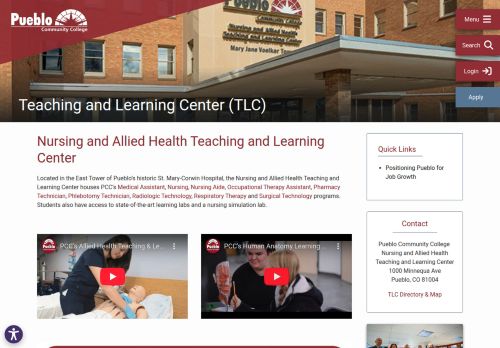 Pueblo
Community College
Menu
Search
Login
Apply
Pueblo
Community College
Nursing and Allied Health
Teaching and Learning Center
Mary Jane Voelker Tower
Teaching and Learning Center (TLC)
Nursing and Allied Health Teaching and Learning
Center
Located in the East Tower of Pueblo's historic St. Mary-Corwin Hospital, the Nursing and Allied Health Teaching and
Learning Center houses PCC's Medical Assistant, Nursing, Nursing Aide, Occupational Therapy Assistant, Pharmacy
Technician, Phlebotomy Technician, Radiologic Technology, Respiratory Therapy and Surgical Technology programs.
Students also have access to state-of-the-art learning labs and a nursing simulation lab.
PCC's Allied Health Teaching & Le...
PCC's Human Anatomy Learning...
Quick Links
Positioning Pueblo for
Job Growth
Contact
Pueblo Community College
Nursing and Allied Health
Teaching and Learning Center
1000 Minnequa Ave
Pueblo, CO 81004
TLC Directory & Map